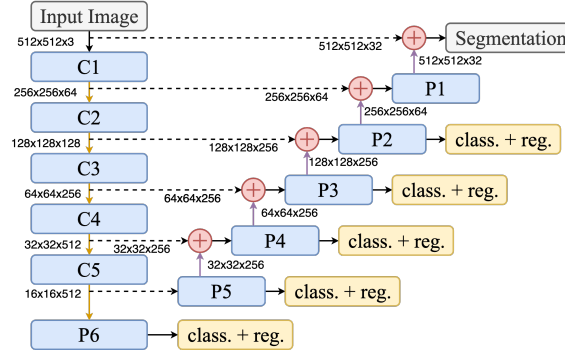 Input Image
512x512x3
512x512x32
Segmentation
512x512x32
C1
P1
256x256x64
256x256x64
256x256x64
C2
P2
class. + reg.
128x128x128
128x128x256
128x128x256
C3
P3
class. + reg.
64x64x256
64x64x256
64x64x256
C4
P4
class. + reg.
32x32x512
32x32x256
32x32x256
C5
P5
class. + reg.
16x16x512
P6
class. + reg.